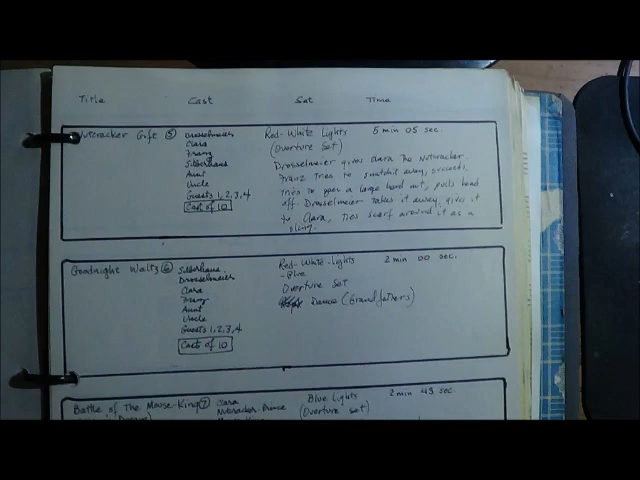 Title Cast Set Time
Nutcracker Gift 5 Drosselmeier Red-White Lights 5 min 05 sec.
Clara (Overture Set)
Franz
Silberhaus Drosselmeier gives Clara the Nutcracker
Aunt Franz tries to snatch it away, succeeds,
Uncle tries to open a large hard nut, pulls head
Guests 1,2,3,4 off. Drosselmeier takes it away, gives it
Cast of 10 to Clara, ties scarf around it as a
sling.
Goodnight Waltz 6 Silberhaus Red-White-Lights 2 min 00 sec.
Drosselmeier -Blue
Clara Overture Set
Franz Dance (Grandfathers)
Aunt
Uncle
Guests 1,2,3,4
Cast of 10
Battle of The Mouse-King 7 Clara Blue Lights 2 min 43 sec.
Nutcracker-Prince (Overture Set)